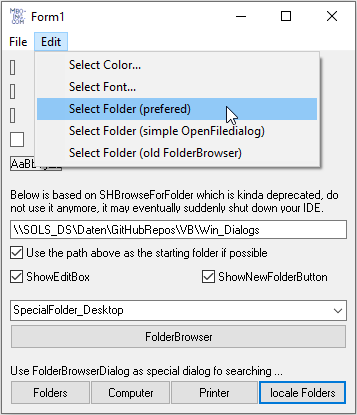 MBO-
ING.
COM
Form1
File Edit
Select Color...
Select Font...
Select Folder (prefered)
Select Folder (simple OpenFiledialog)
Select Folder (old FolderBrowser)
Below is based on SHBrowseForFolder which is kinda deprecated, do
not use it anymore, it may eventually suddenly shut down your IDE.
\\SOLS_DS\Daten\GitHubRepos\VB\Win_Dialogs
Use the path above as the starting folder if possible
ShowEditBox ShowNewFolderButton
SpecialFolder_Desktop
FolderBrowser
Use FolderBrowserDialog as special dialog fo searching ...
Folders Computer Printer locale Folders